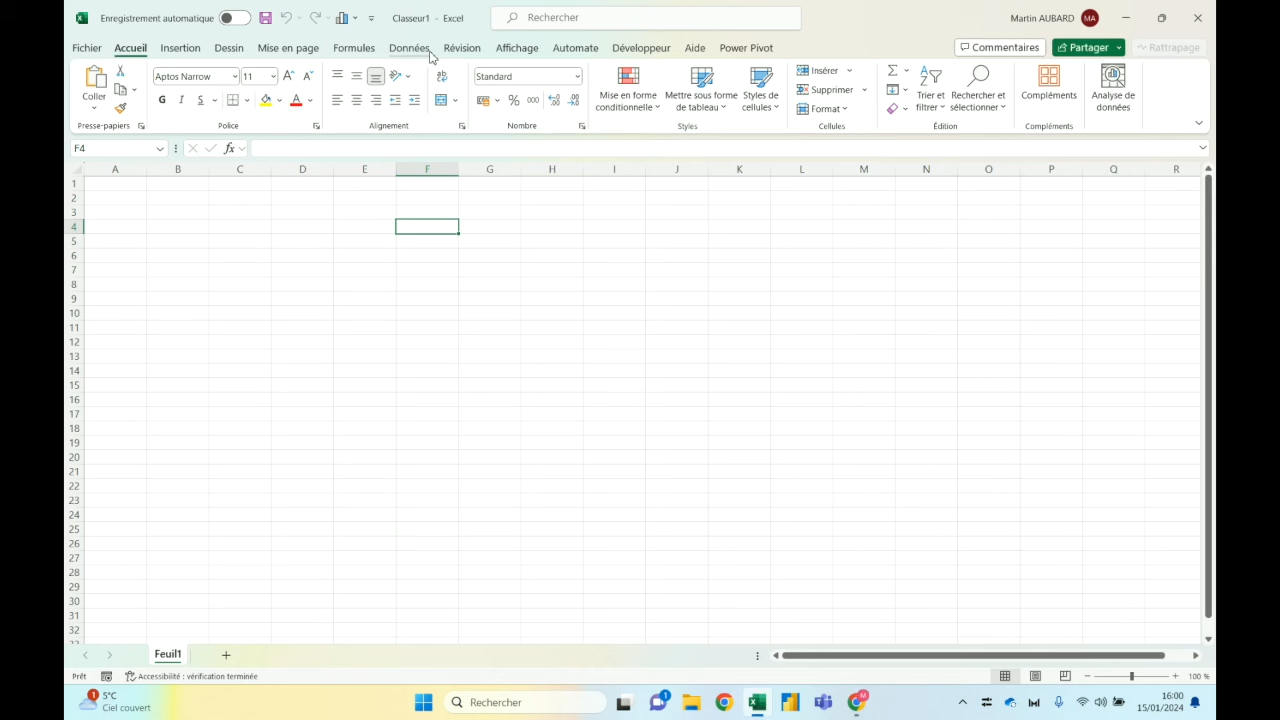 Enregistrement automatique
Classeur1 - Excel
Rechercher
Martin AUBARD MA
Fichier Accueil Insertion Dessin Mise en page Formules Données Révision Affichage Automate Développeur Aide Power Pivot Commentaires Partager Rattrapage
Aptos Narrow 11 Standard Insérer
Coller Mise en forme conditionnelle Mettre sous forme de tableau Styles de cellules Supprimer Trier et filtrer Rechercher et sélectionner Compléments Analyse de données
G I S % 000 Format
Presse-papiers Police Alignement Nombre Styles Cellules Édition Compléments
F4 fx
A B C D E F G H I J K L M N O P Q R
1
2
3
4
5
6
7
8
9
10
11
12
13
14
15
16
17
18
19
20
21
22
23
24
25
26
27
28
29
30
31
32
Feuil1
Prêt Accessibilité : vérification terminée 100 %
1 5°C
Ciel couvert
Rechercher
1
M
16:00
15/01/2024